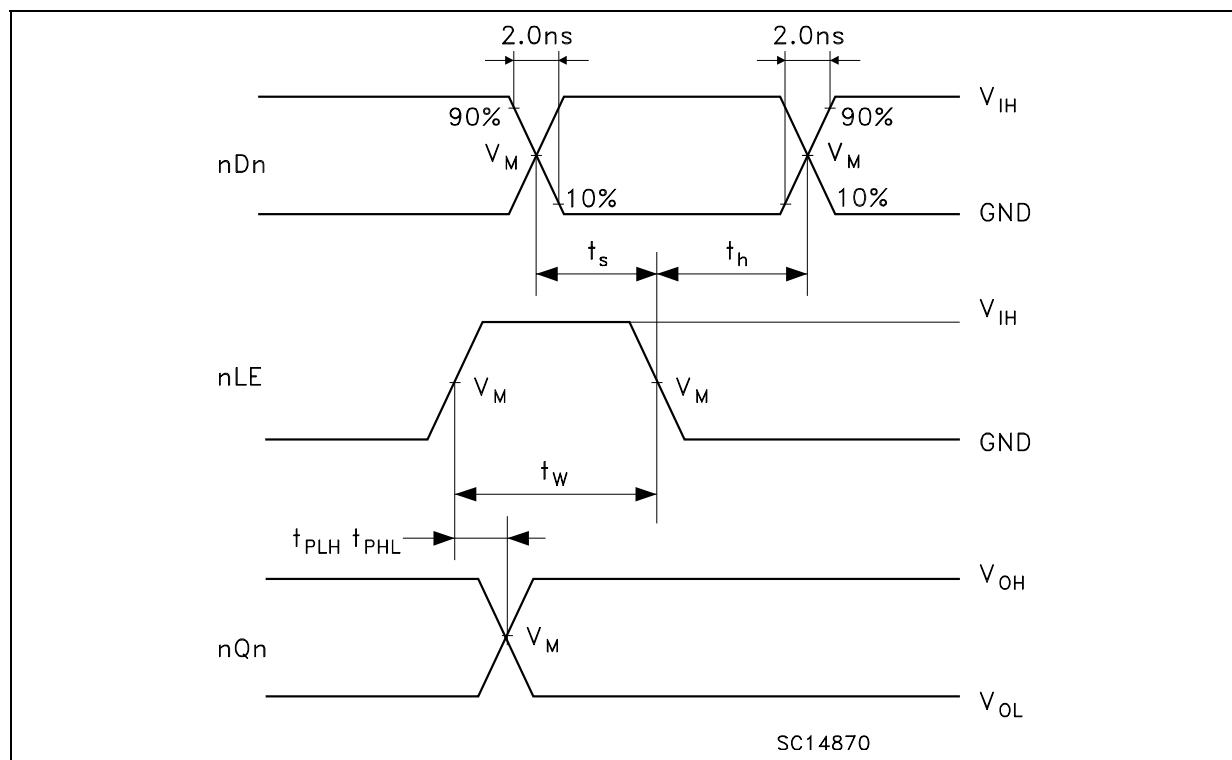 2.0ns 2.0ns
90% 90% V_IH
nDn V_M V_M
10% 10% GND
t_s t_h
V_IH
nLE V_M V_M
GND
t_W
t_PLH t_PHL
V_OH
nQn V_M
V_OL
SC14870